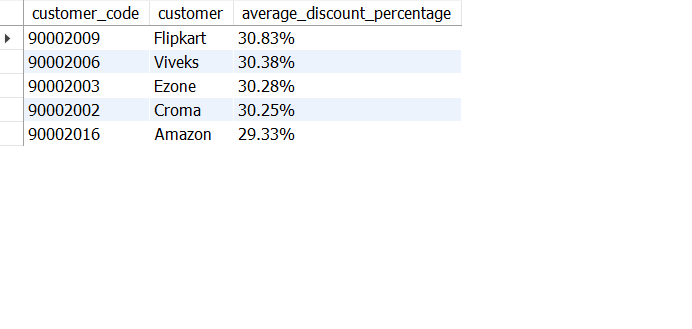 customer_code customer average_discount_percentage
90002009 Flipkart 30.83%
90002006 Viveks 30.38%
90002003 Ezone 30.28%
90002002 Croma 30.25%
90002016 Amazon 29.33%